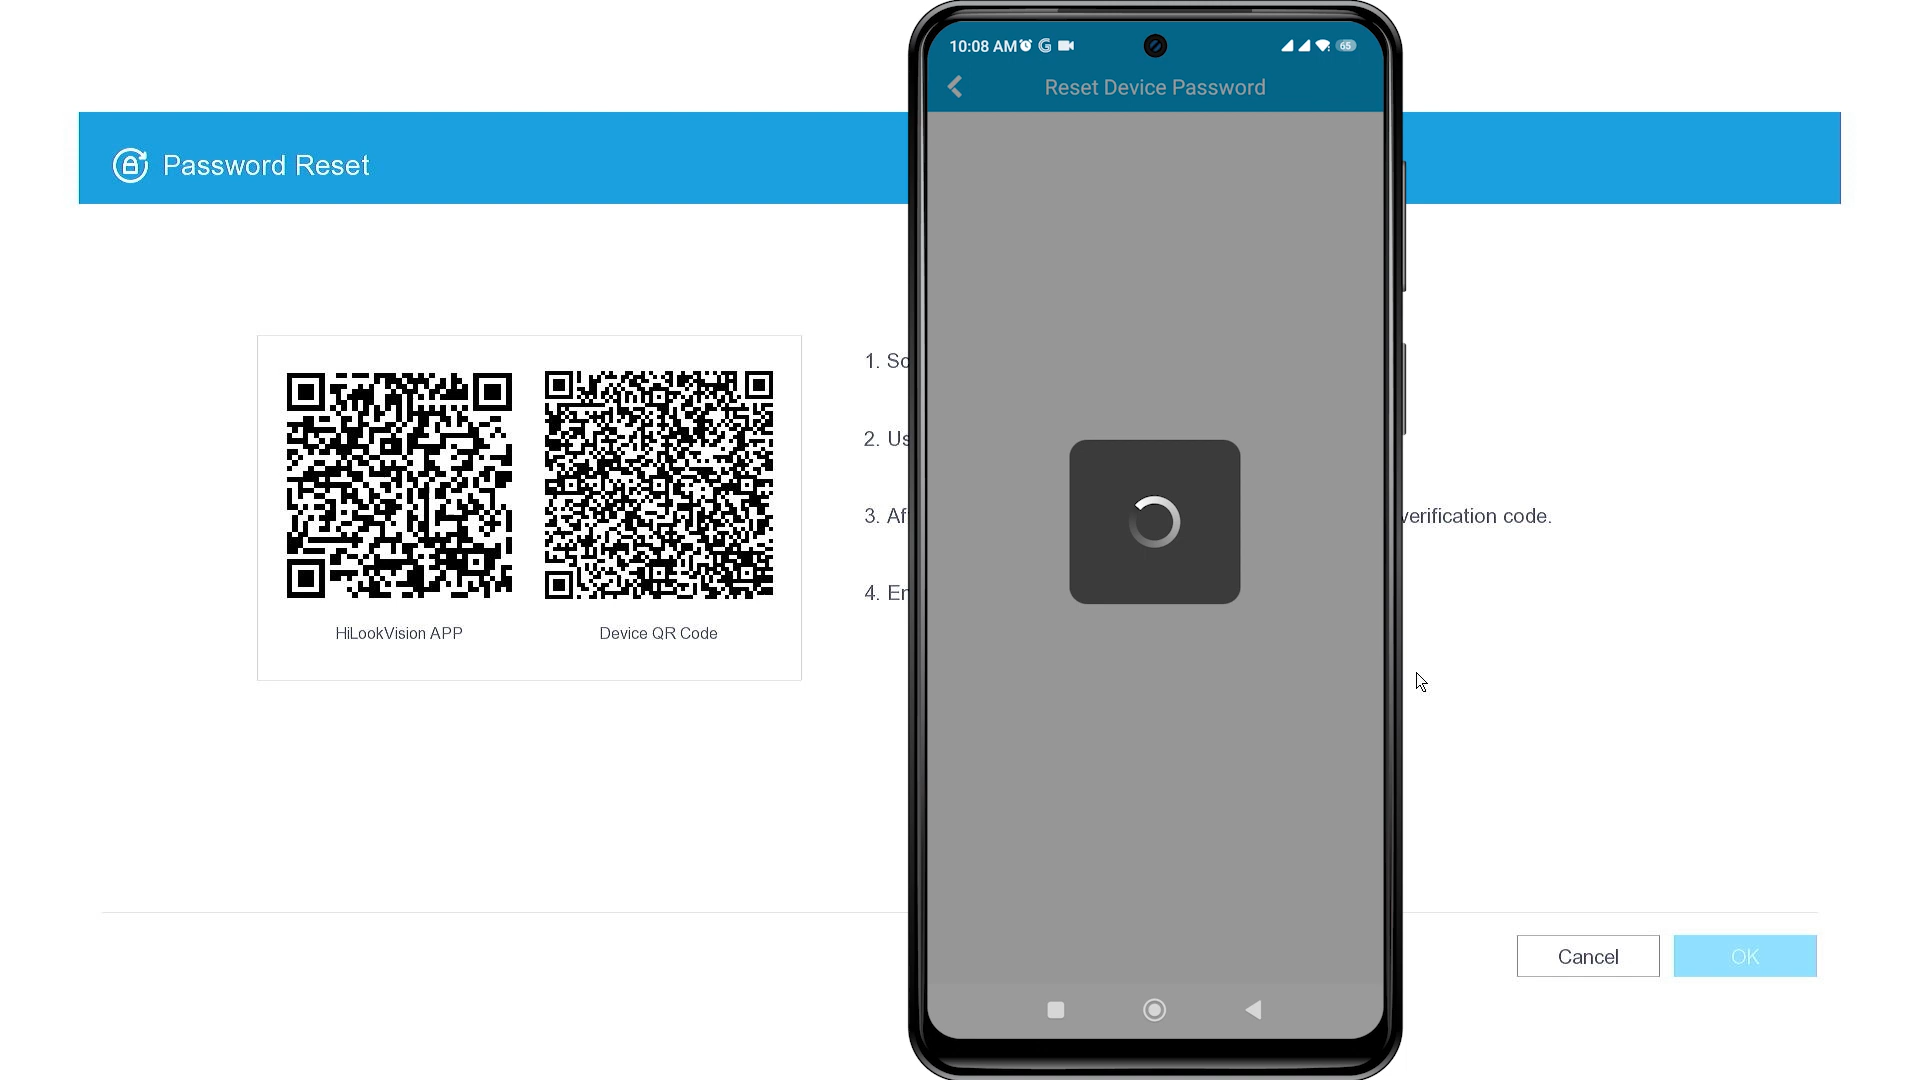 10:08 AM
65
Reset Device Password
Password Reset
1. Sc
2. Us
3. Af verification code.
4. En
HiLookVision APP
Device QR Code
Cancel
OK